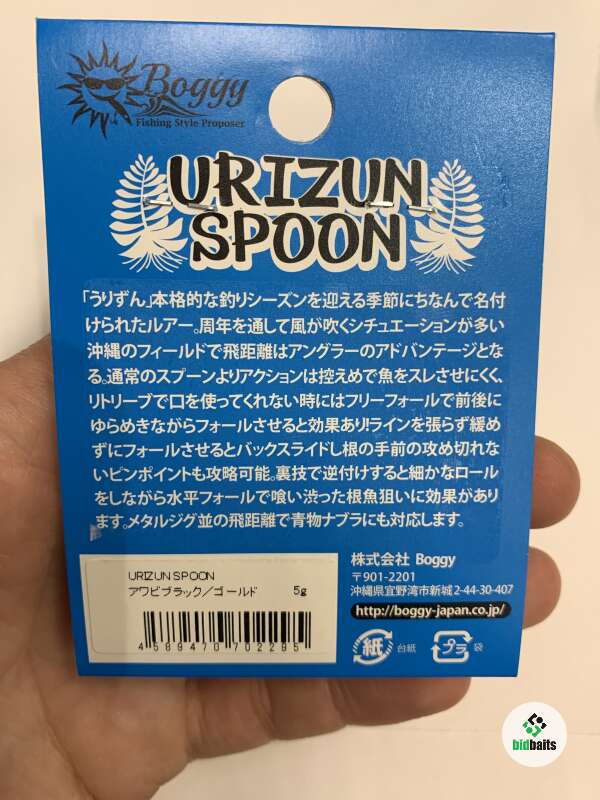 Boggy
Fishing Style Proposer
URIZUN
SPOON
「うりずん」本格的な釣りシーズンを迎える季節にちなんで名付
けられたルアー。周年を通して風が吹くシチュエーションが多い
沖縄のフィールドで飛距離はアングラーのアドバンテージとな
る。通常のスプーンよりアクションは控えめで魚をスレさせにくく、
リトリーブで口を使ってくれない時にはフリーフォールで前後に
ゆらめきながらフォールさせると効果あり!ラインを張らず緩め
ずにフォールさせるとバックスライドし根の手前の攻め切れな
いピンポイントも攻略可能。裏技で逆付けすると細かなロール
をしながら水平フォールで喰い渋った根魚狙いに効果があり
ます。メタルジグ並の飛距離で青物ナブラにも対応します。
URIZUN SPOON
アワビブラック/ゴールド 5g
4 589470 702295
株式会社 Boggy
〒901-2201
沖縄県宜野湾市新城2-44-30-407
http://boggy-japan.co.jp/
紙 台紙
プラ 袋
bidbaits